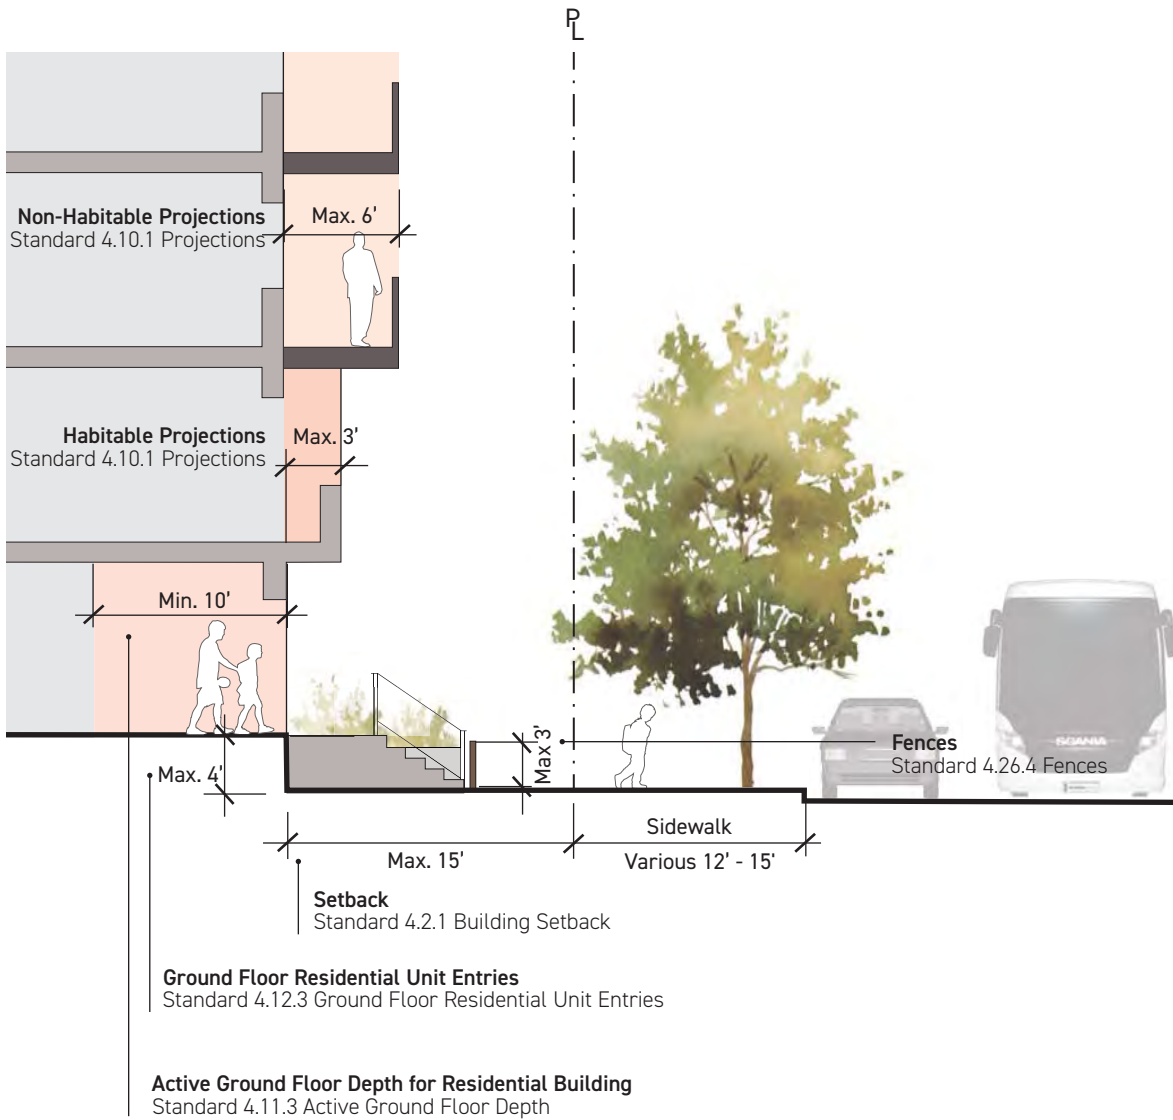 PL
Non-Habitable Projections
Standard 4.10.1 Projections
Max. 6'
Habitable Projections
Standard 4.10.1 Projections
Max. 3'
Min. 10'
Max. 4'
Max 3'
Fences
Standard 4.26.4 Fences
SCANIA
Sidewalk
Max. 15'
Various 12' - 15'
Setback
Standard 4.2.1 Building Setback
Ground Floor Residential Unit Entries
Standard 4.12.3 Ground Floor Residential Unit Entries
Active Ground Floor Depth for Residential Building
Standard 4.11.3 Active Ground Floor Depth